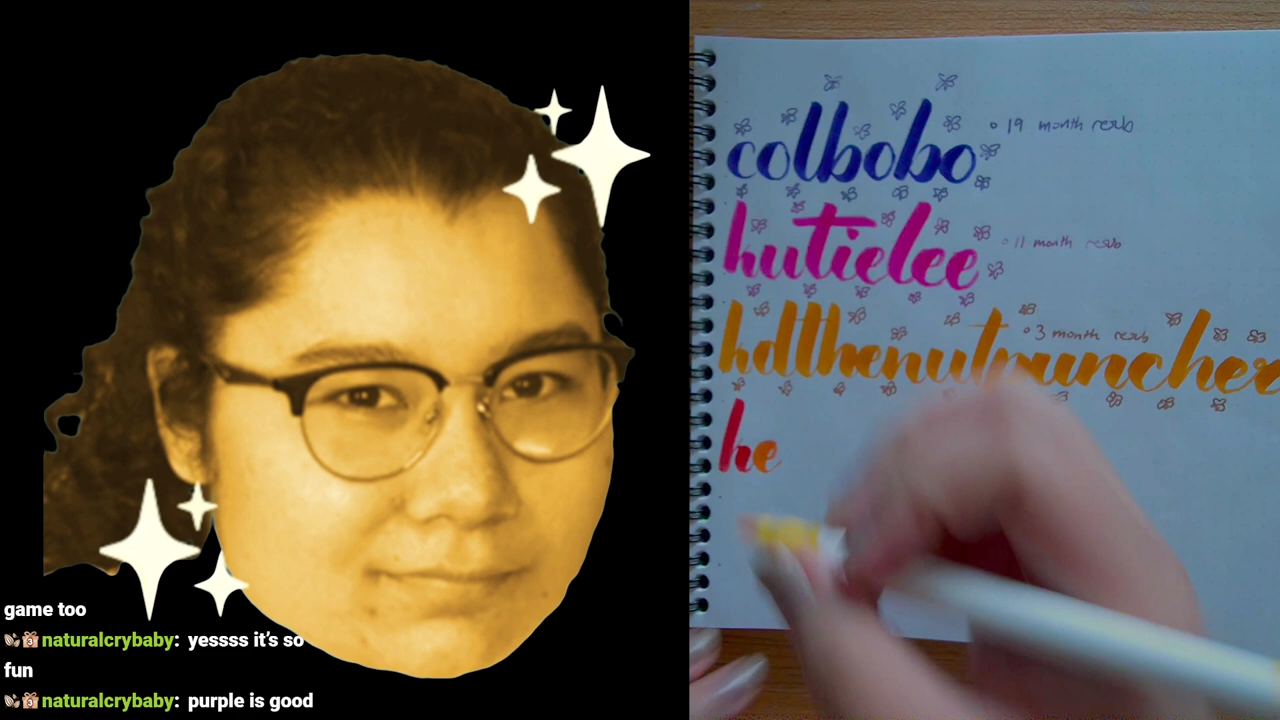 game too
naturalcrybaby: yessss it's so
fun
naturalcrybaby: purple is good
colbobo
19 month resub
kutielee
11 month resub
kdthenutpuncher
3 month resub
he